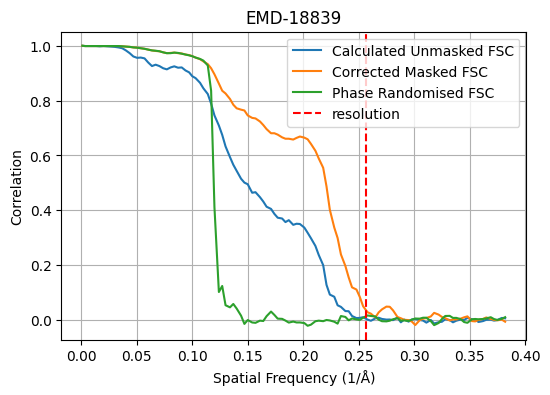 EMD-18839
Calculated Unmasked FSC
Corrected Masked FSC
Phase Randomised FSC
resolution
Correlation
1.0
0.8
0.6
0.4
0.2
0.0
0.00 0.05 0.10 0.15 0.20 0.25 0.30 0.35 0.40
Spatial Frequency (1/Å)